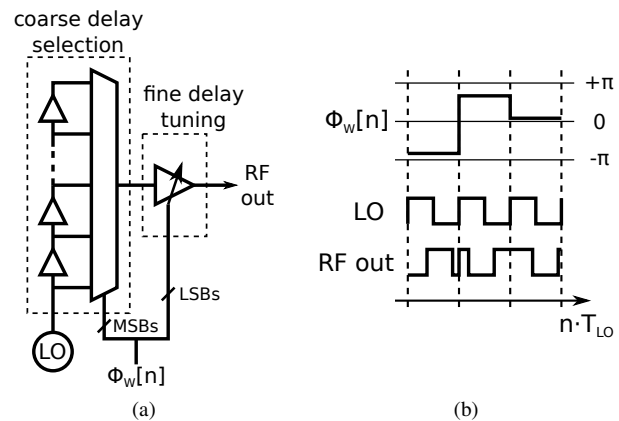 coarse delay
selection
fine delay
tuning
RF
out
LSBs
MSBs
LO
Φw[n]
(a)
+π
Φw[n]
0
-π
LO
RF out
n·TLO
(b)